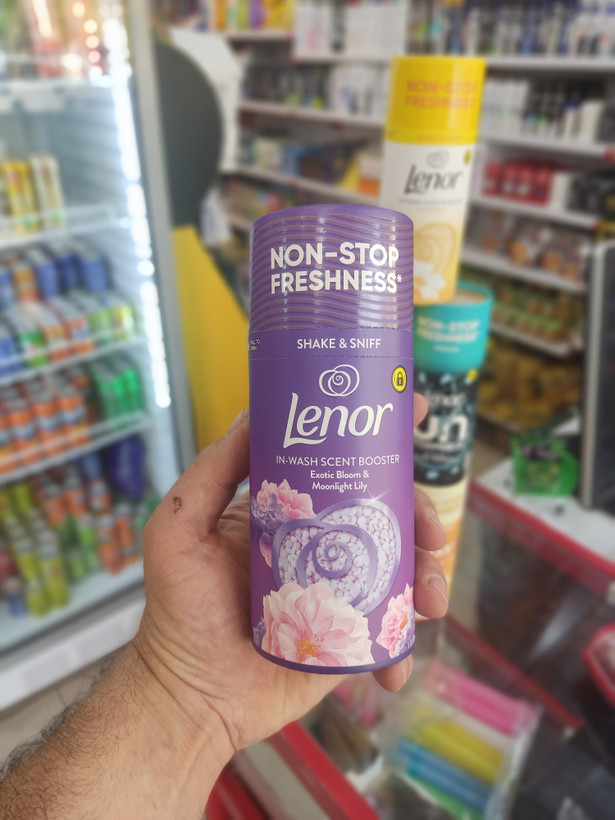 NON-STOP
FRESHNESS*
SHAKE & SNIFF
Lenor
IN-WASH SCENT BOOSTER
Exotic Bloom &
Moonlight Lily
NON-STOP
FRESHNESS
Lenor
NON-STOP
FRESHNESS